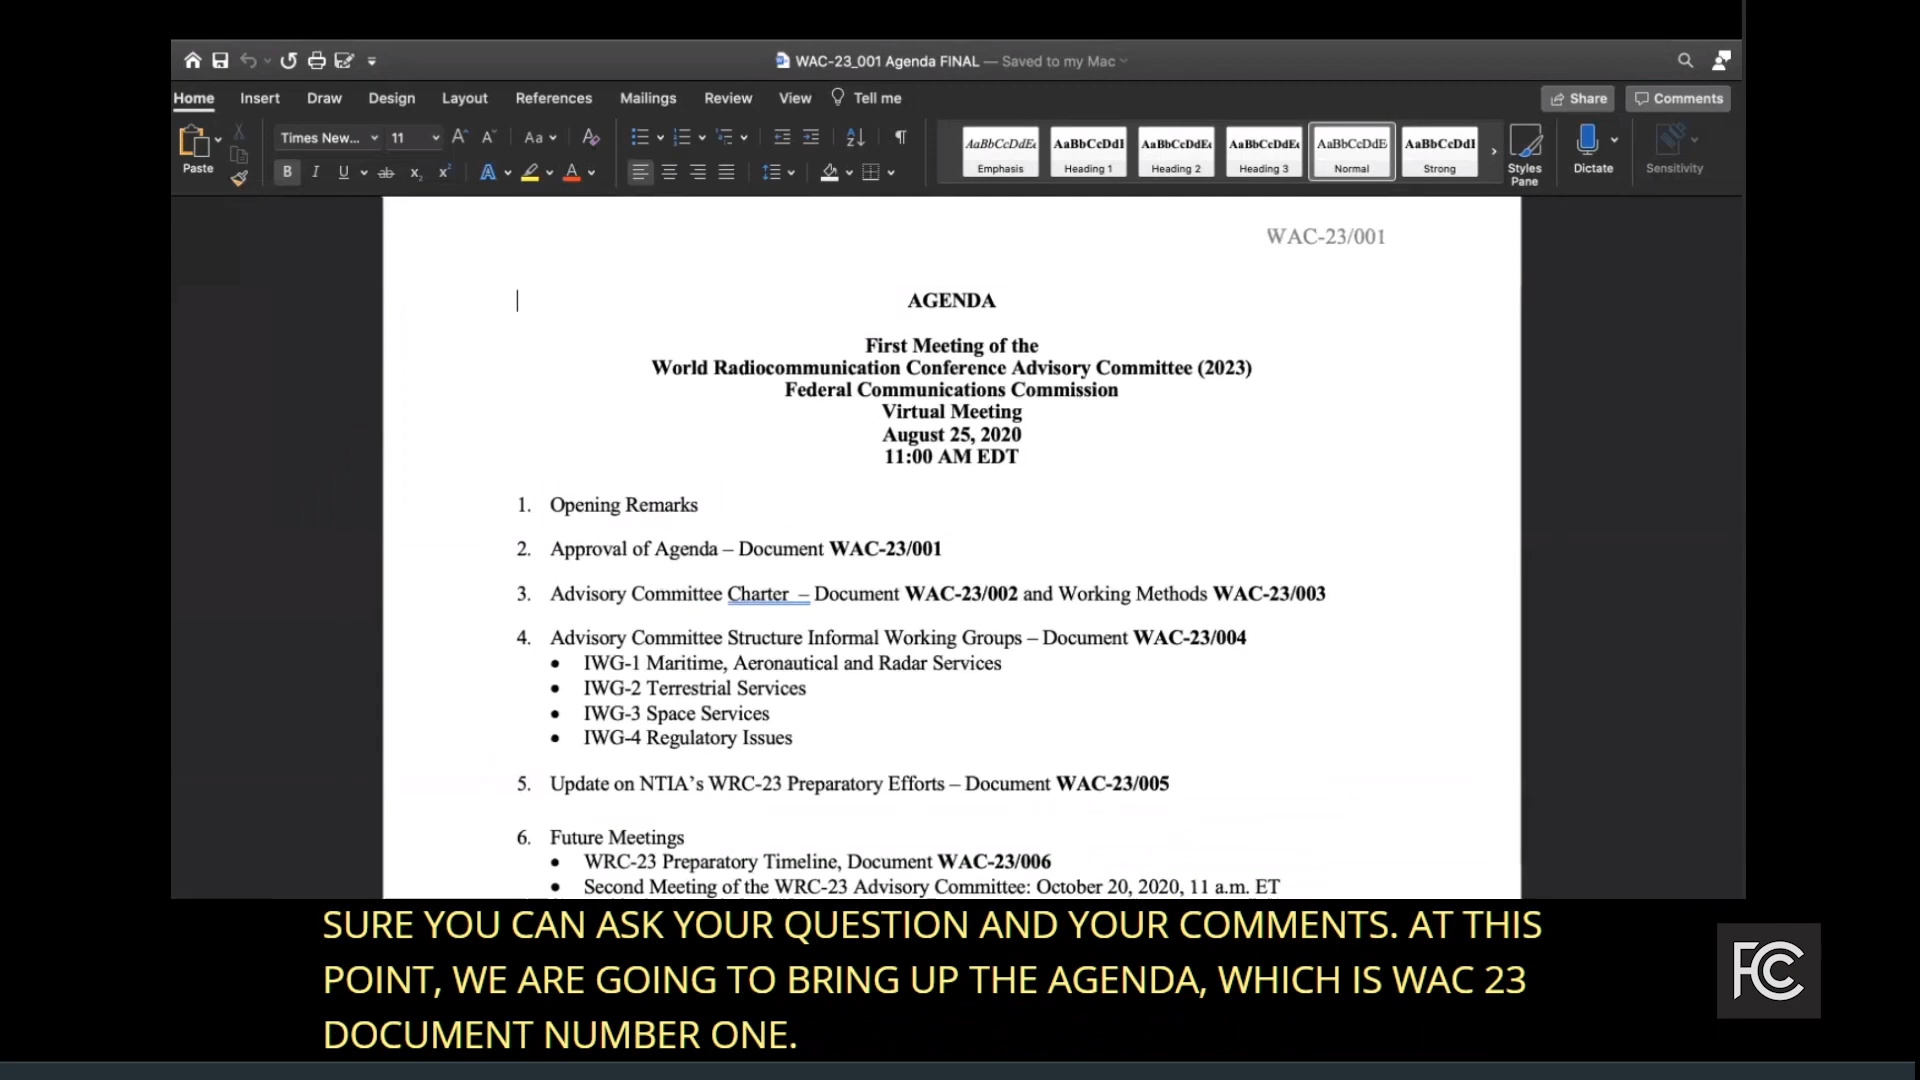 WAC-23_001 Agenda FINAL — Saved to my Mac
Home Insert Draw Design Layout References Mailings Review View Tell me Share Comments
Paste Times New... 11 Aa
B I U ab x₂ x² A A
AaBbCcDdEe Emphasis
AaBbCcDdI Heading 1
AaBbCcDdEe Heading 2
AaBbCcDdEe Heading 3
AaBbCcDdE Normal
AaBbCcDdI Strong
Styles Pane
Dictate
Sensitivity
WAC-23/001
AGENDA
First Meeting of the
World Radiocommunication Conference Advisory Committee (2023)
Federal Communications Commission
Virtual Meeting
August 25, 2020
11:00 AM EDT
1. Opening Remarks
2. Approval of Agenda – Document WAC-23/001
3. Advisory Committee Charter – Document WAC-23/002 and Working Methods WAC-23/003
4. Advisory Committee Structure Informal Working Groups – Document WAC-23/004
• IWG-1 Maritime, Aeronautical and Radar Services
• IWG-2 Terrestrial Services
• IWG-3 Space Services
• IWG-4 Regulatory Issues
5. Update on NTIA’s WRC-23 Preparatory Efforts – Document WAC-23/005
6. Future Meetings
• WRC-23 Preparatory Timeline, Document WAC-23/006
• Second Meeting of the WRC-23 Advisory Committee: October 20, 2020, 11 a.m. ET
SURE YOU CAN ASK YOUR QUESTION AND YOUR COMMENTS. AT THIS
POINT, WE ARE GOING TO BRING UP THE AGENDA, WHICH IS WAC 23
DOCUMENT NUMBER ONE.
FCC